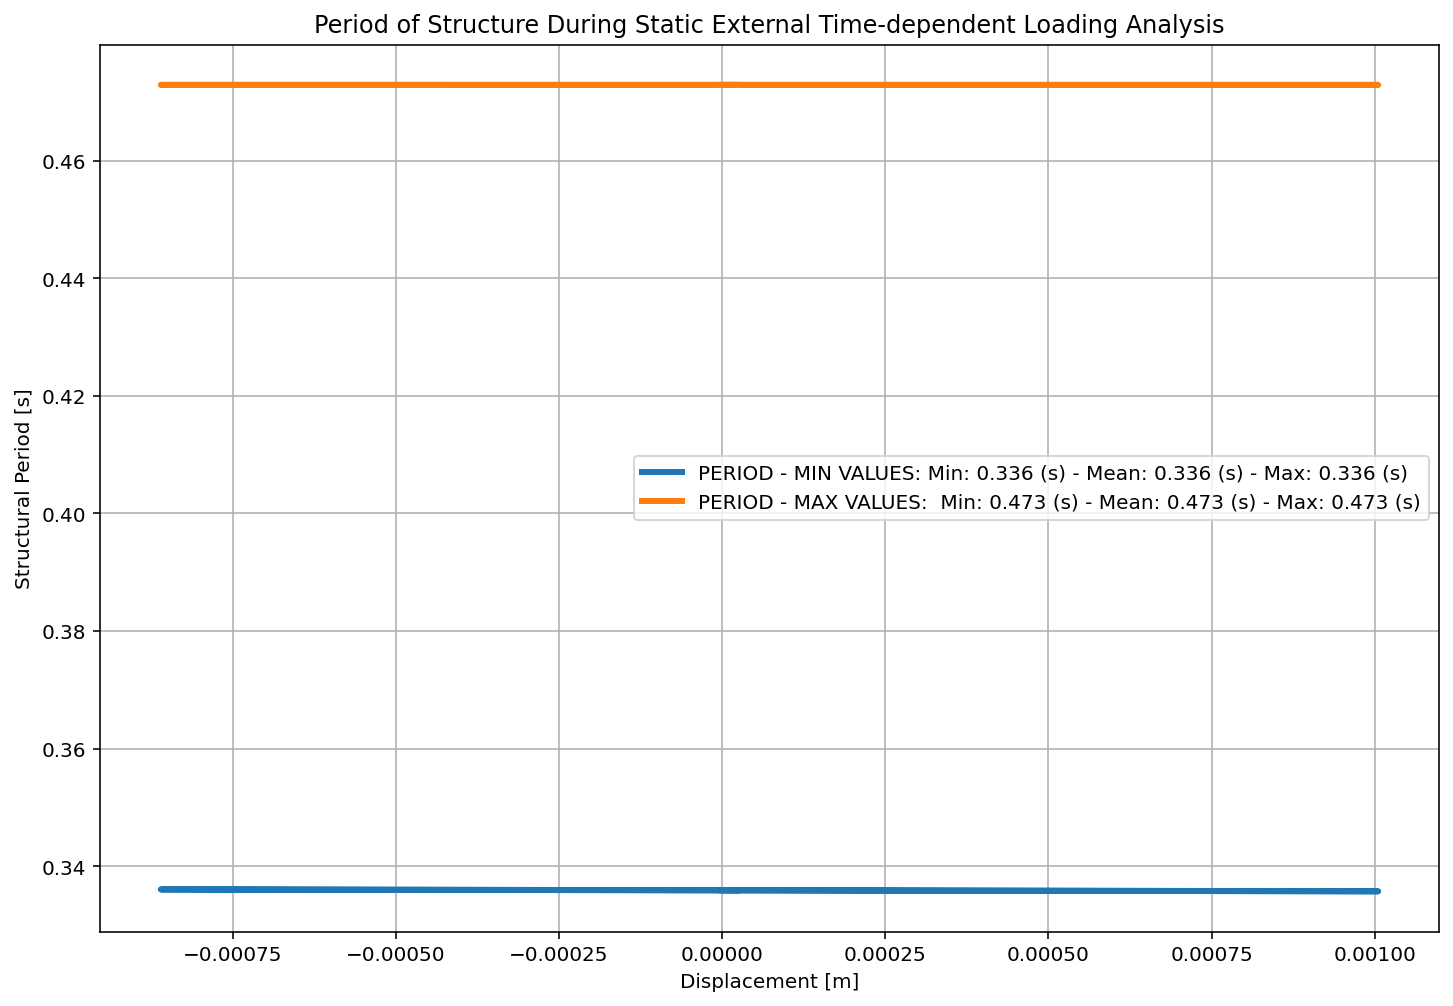 Period of Structure During Static External Time-dependent Loading Analysis
Structural Period [s]
0.46
0.44
0.42
0.40
0.38
0.36
0.34
PERIOD - MIN VALUES: Min: 0.336 (s) - Mean: 0.336 (s) - Max: 0.336 (s)
PERIOD - MAX VALUES:  Min: 0.473 (s) - Mean: 0.473 (s) - Max: 0.473 (s)
−0.00075 −0.00050 −0.00025 0.00000 0.00025 0.00050 0.00075 0.00100
Displacement [m]